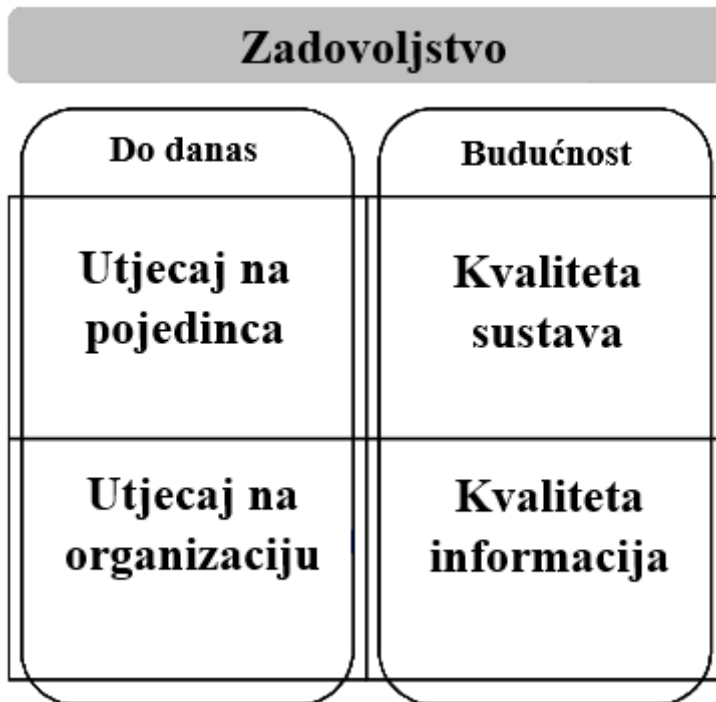 Zadovoljstvo
Do danas
Budućnost
Utjecaj na
pojedinca
Kvaliteta
sustava
Utjecaj na
organizaciju
Kvaliteta
informacija